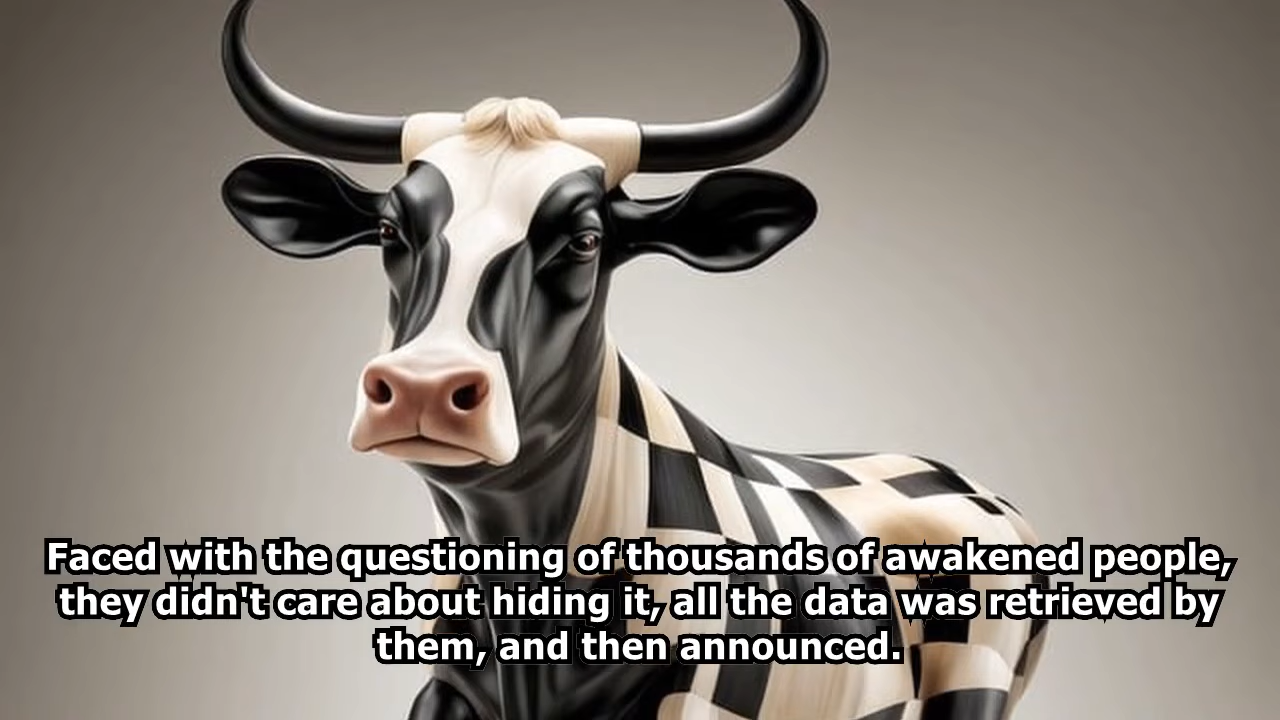 Faced with the questioning of thousands of awakened people,
they didn't care about hiding it, all the data was retrieved by
them, and then announced.